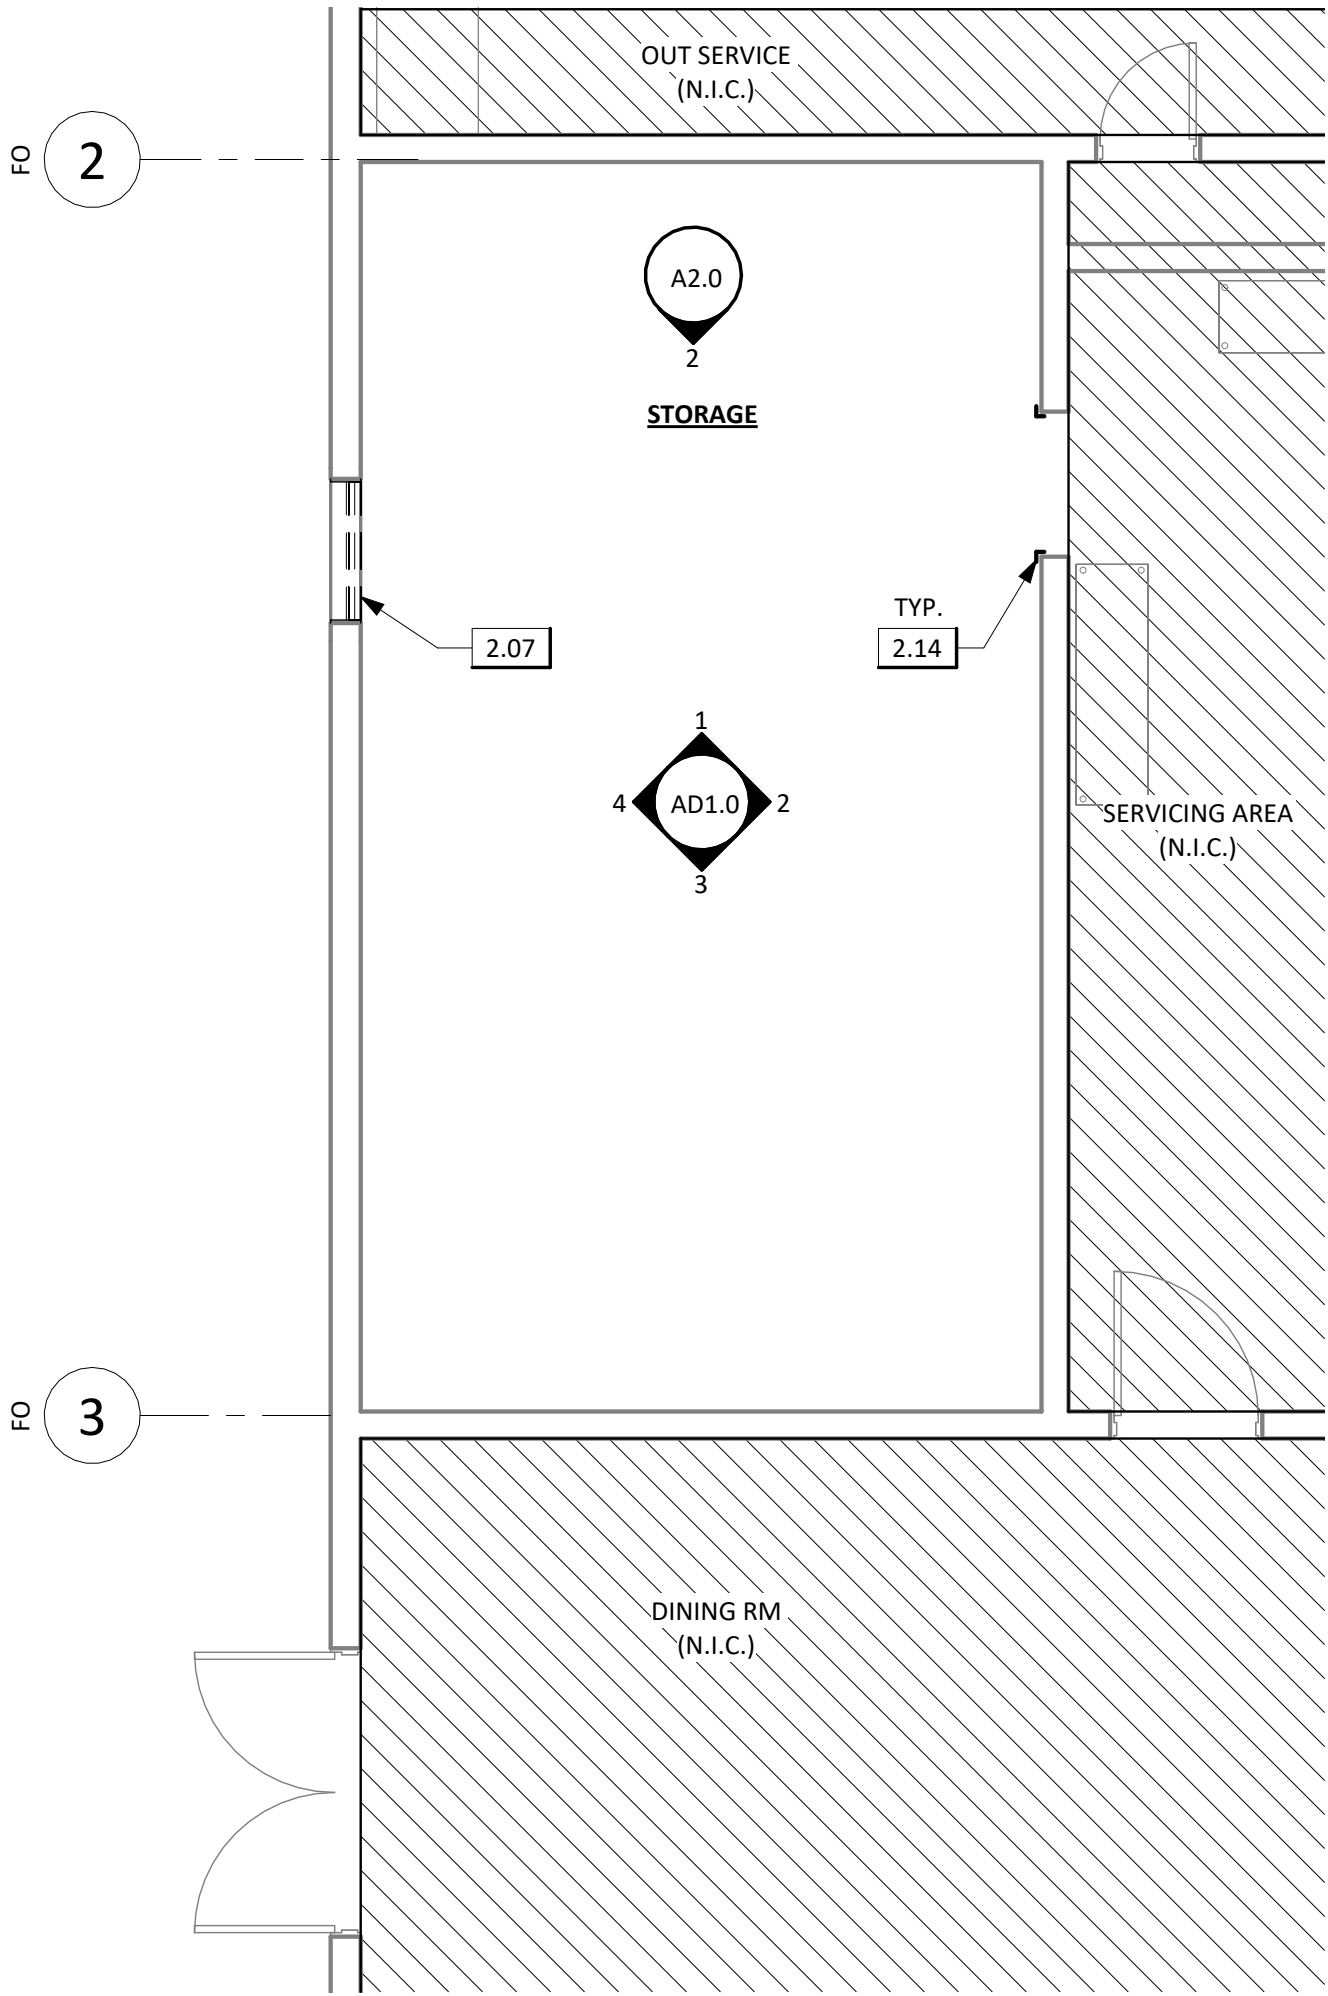 OUT SERVICE
(N.I.C.)
FO
2
A2.0
2
STORAGE
2.07
TYP.
2.14
1
4
AD1.0
2
3
SERVICING AREA
(N.I.C.)
FO
3
DINING RM
(N.I.C.)